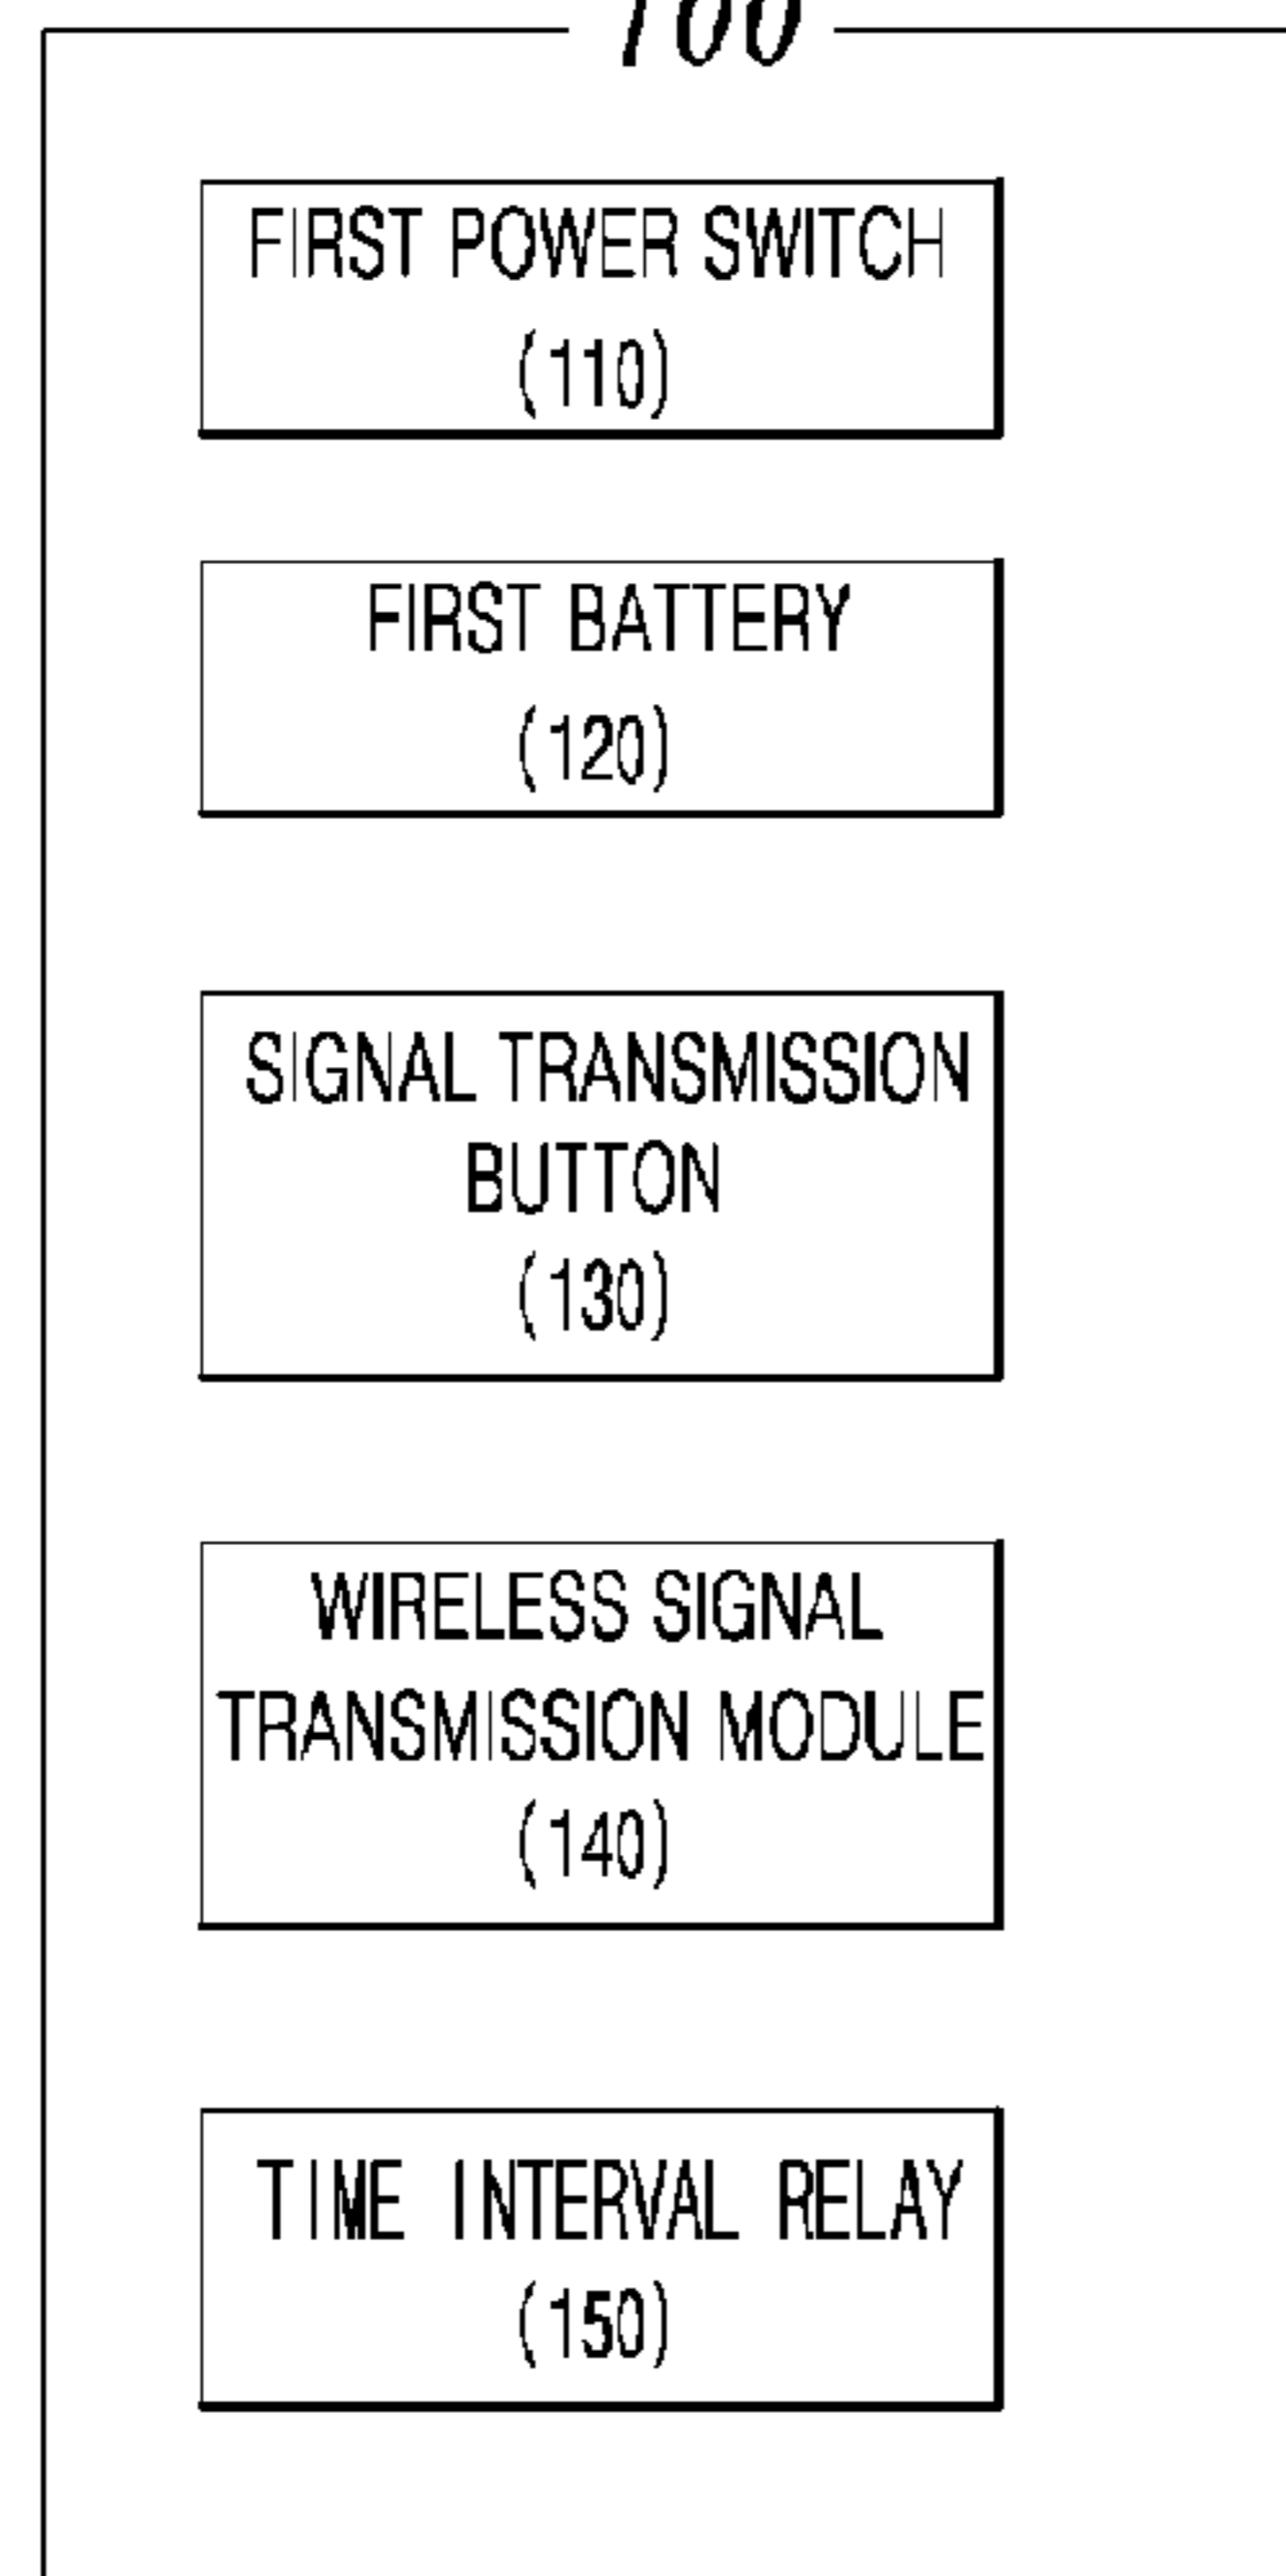 100
FIRST POWER SWITCH
(110)
FIRST BATTERY
(120)
SIGNAL TRANSMISSION
BUTTON
(130)
WIRELESS SIGNAL
TRANSMISSION MODULE
(140)
TIME INTERVAL RELAY
(150)